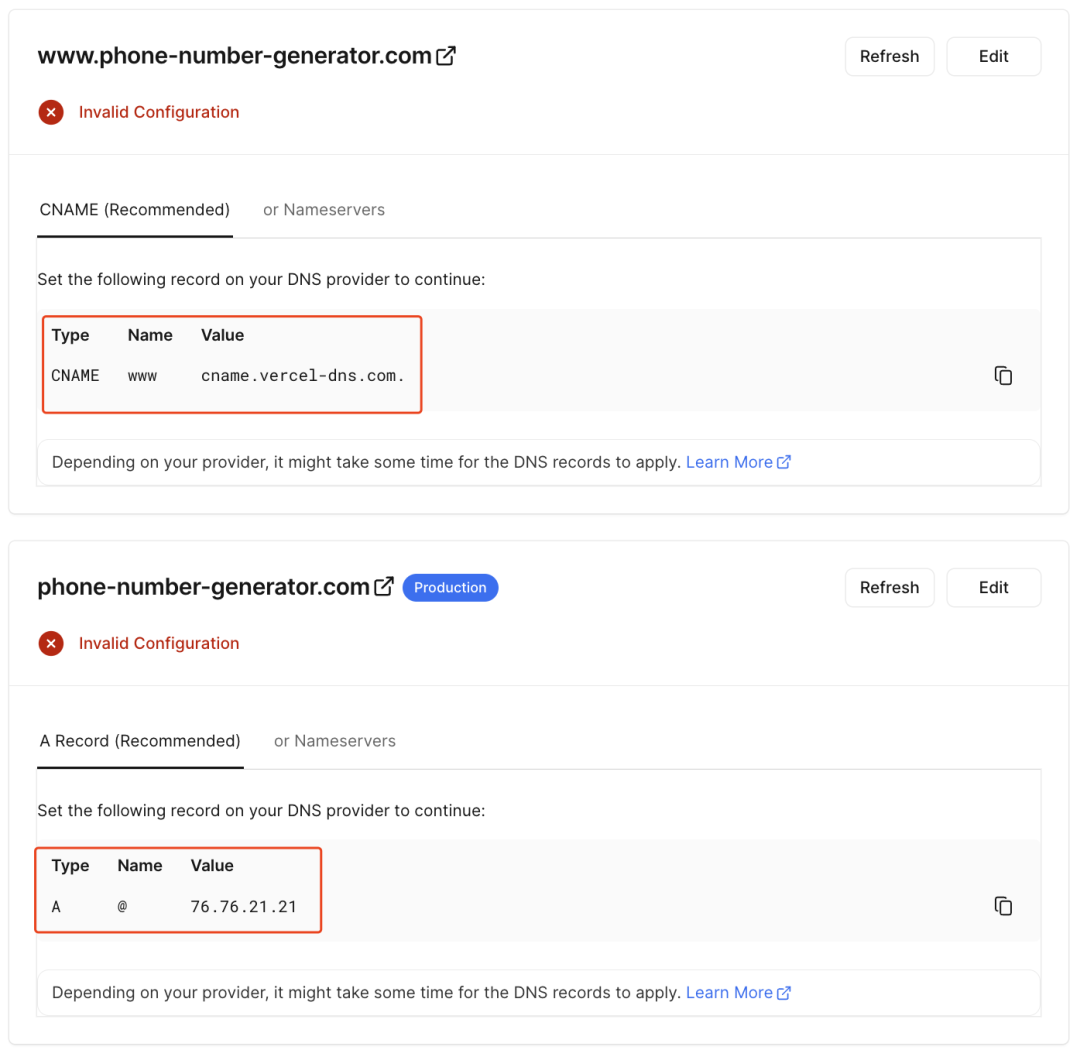 www.phone-number-generator.com Refresh Edit
Invalid Configuration
CNAME (Recommended) or Nameservers
Set the following record on your DNS provider to continue:
Type Name Value
CNAME www cname.vercel-dns.com.
Depending on your provider, it might take some time for the DNS records to apply. Learn More
phone-number-generator.com Production Refresh Edit
Invalid Configuration
A Record (Recommended) or Nameservers
Set the following record on your DNS provider to continue:
Type Name Value
A @ 76.76.21.21
Depending on your provider, it might take some time for the DNS records to apply. Learn More